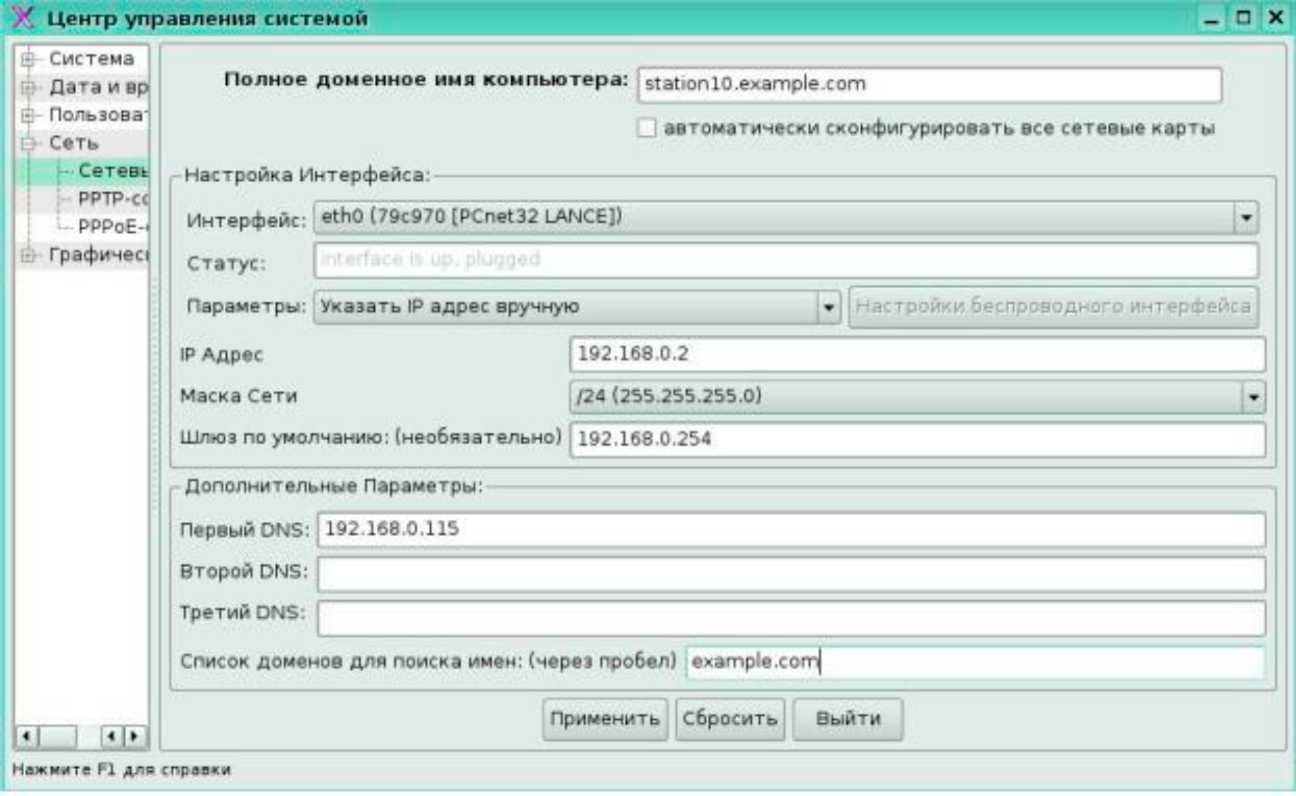 Центр управления системой
Система
Дата и вр
Пользоват
Сеть
Сетевы
PPTP-со
PPPoE-
Графичес
Полное доменное имя компьютера: station10.example.com
автоматически сконфигурировать все сетевые карты
Настройка Интерфейса:
Интерфейс: eth0 (79c970 [PCnet32 LANCE])
Статус: interface is up, plugged
Параметры: Указать IP адрес вручную Настройки беспроводного интерфейса
IP Адрес 192.168.0.2
Маска Сети /24 (255.255.255.0)
Шлюз по умолчанию: (необязательно) 192.168.0.254
Дополнительные Параметры:
Первый DNS: 192.168.0.115
Второй DNS:
Третий DNS:
Список доменов для поиска имен: (через пробел) example.com
Применить Сбросить Выйти
Нажмите F1 для справки